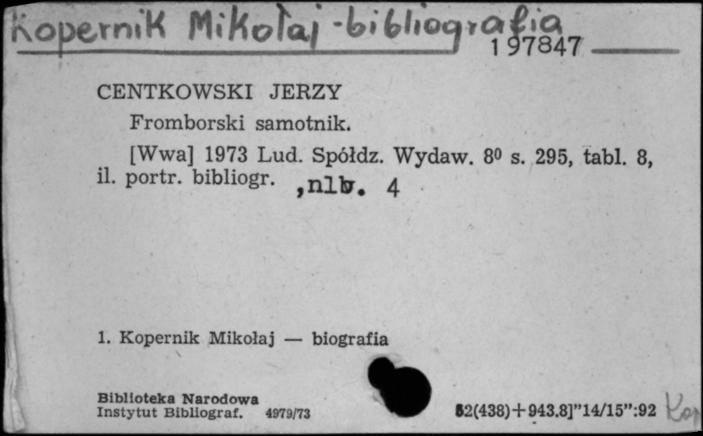 Kopernik Mikołaj - bibliografia
197847
CENTKOWSKI JERZY
Fromborski samotnik.
[Wwa] 1973 Lud. Spółdz. Wydaw. 8⁰ s. 295, tabl. 8,
il. portr. bibliogr. ,nlb. 4
1. Kopernik Mikołaj — biografia
Biblioteka Narodowa
Instytut Bibliograf. 4979/73
52(438)+943.8]"14/15":92 Kop